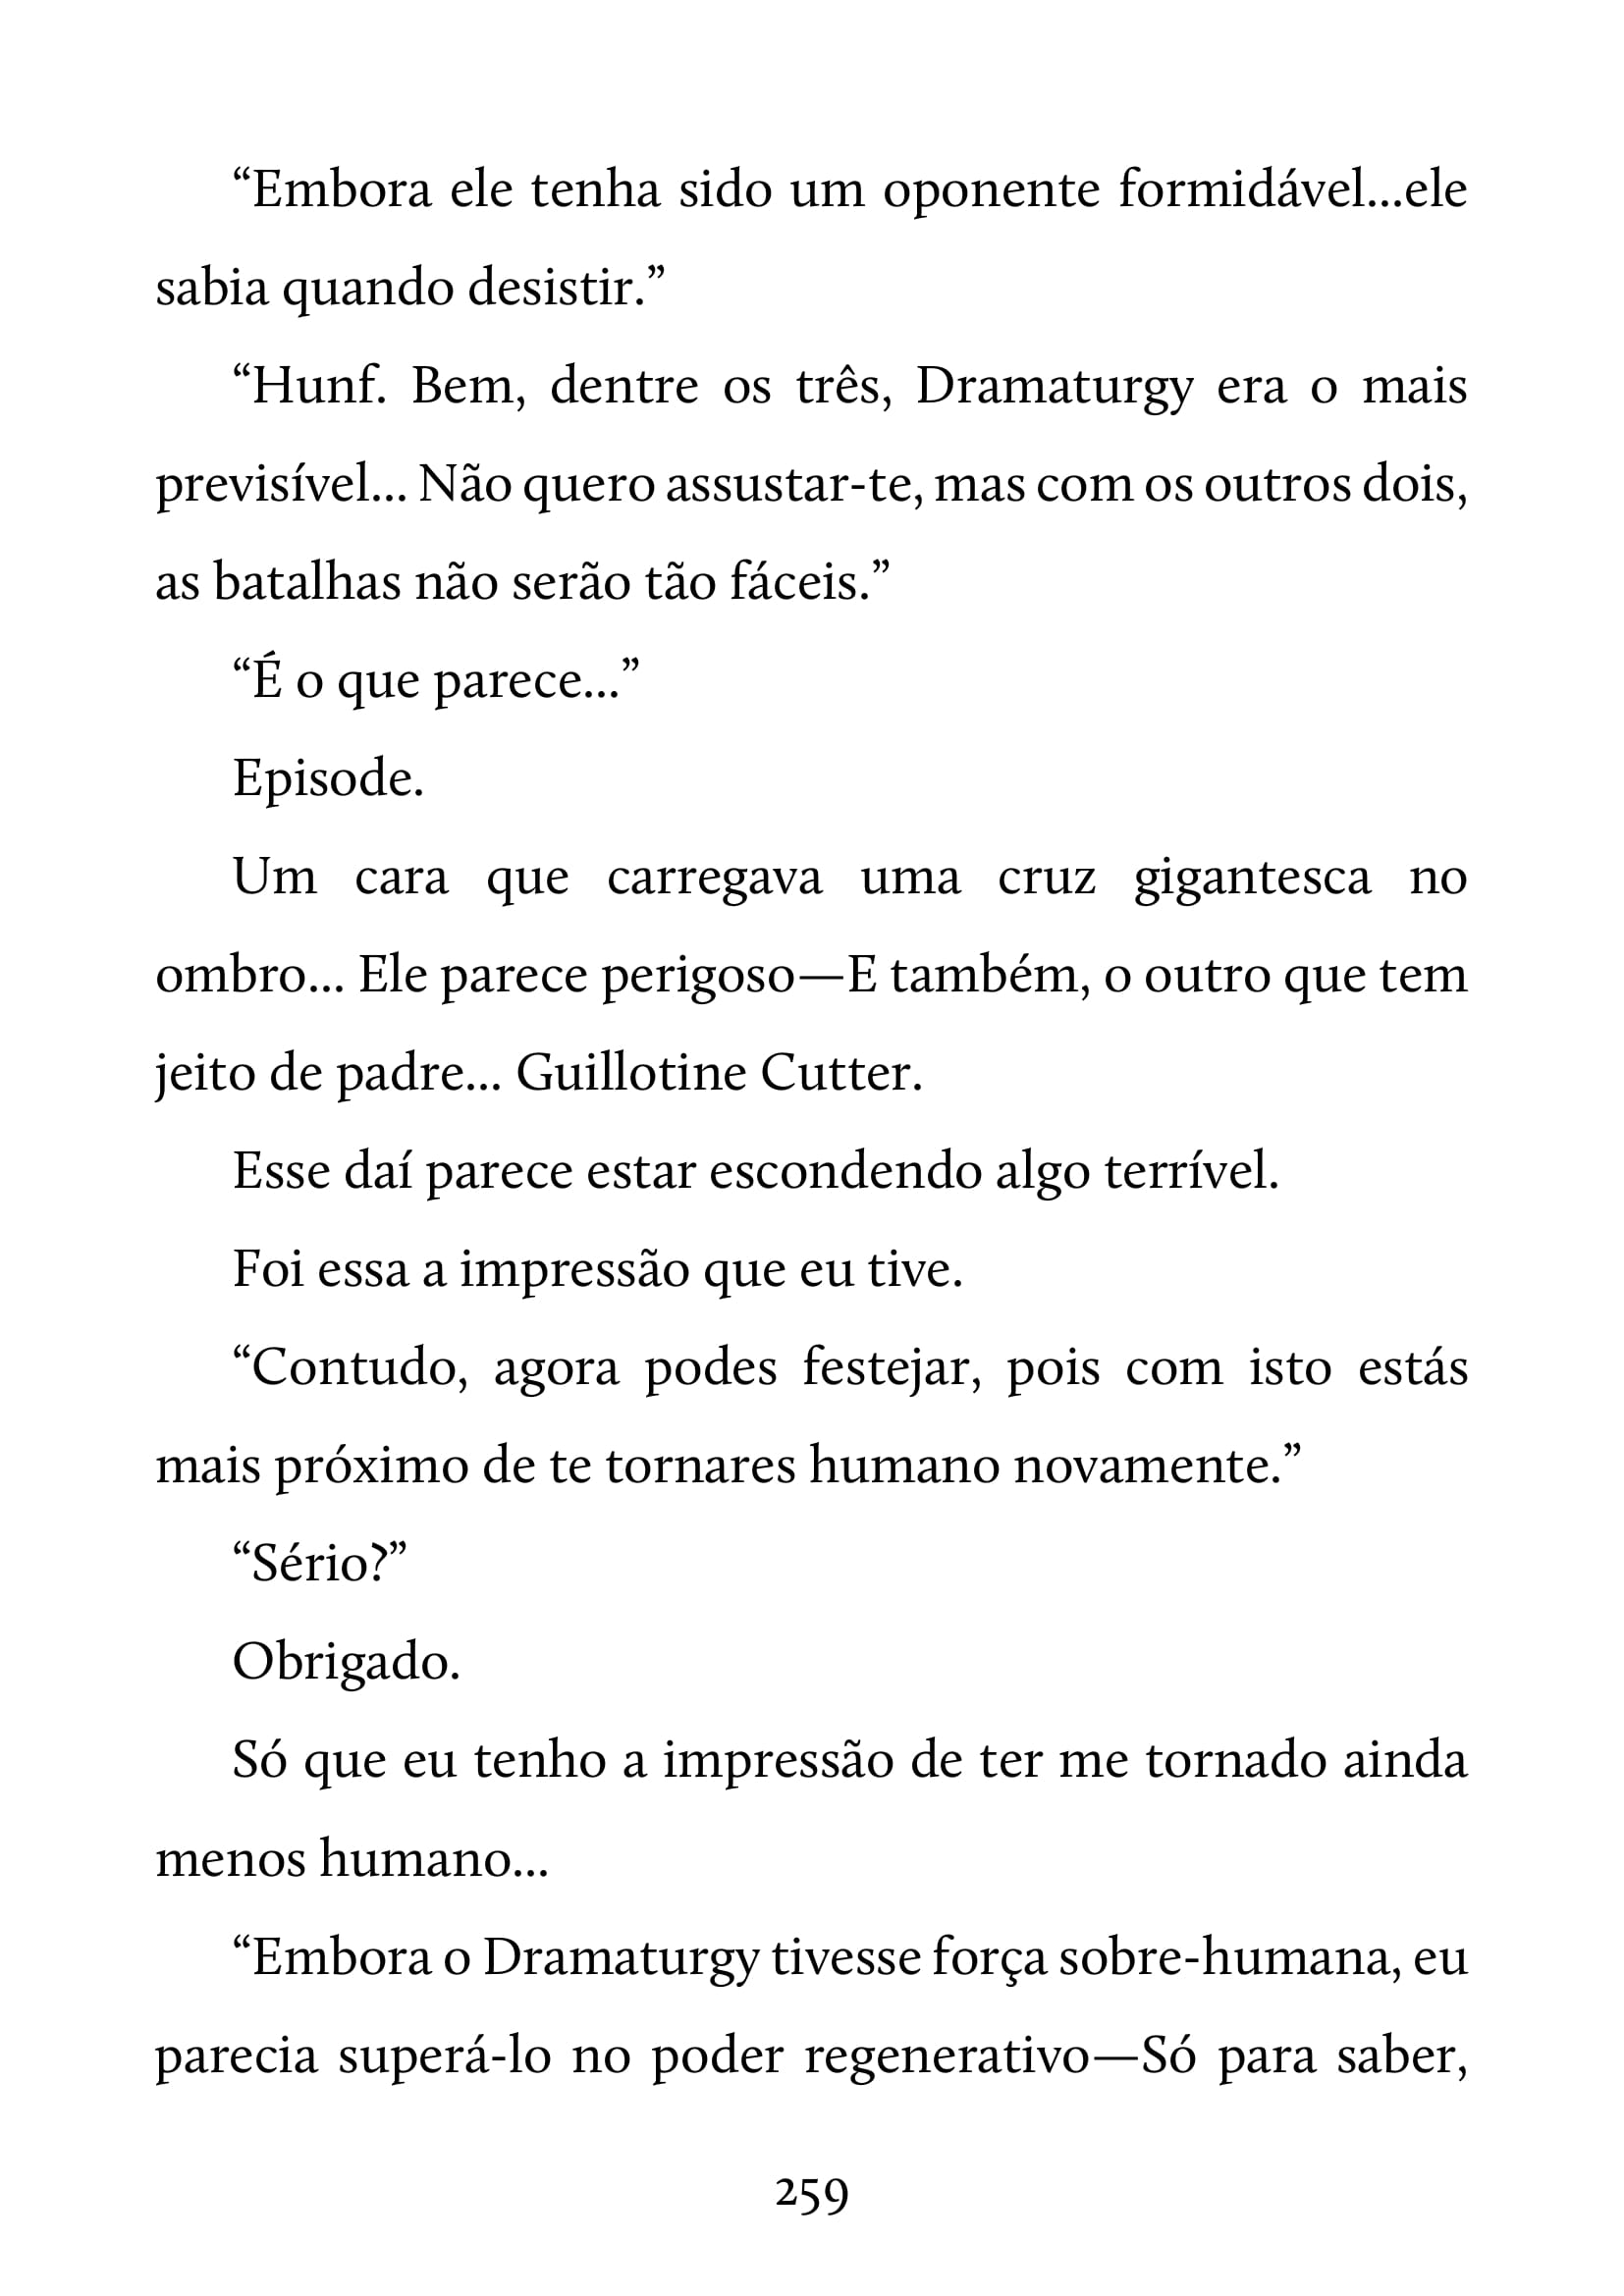 “Embora ele tenha sido um oponente formidável...ele
sabia quando desistir.”
“Hunf. Bem, dentre os três, Dramaturgy era o mais
previsível... Não quero assustar-te, mas com os outros dois,
as batalhas não serão tão fáceis.”
“É o que parece...”
Episode.
Um cara que carregava uma cruz gigantesca no
ombro... Ele parece perigoso—E também, o outro que tem
jeito de padre... Guillotine Cutter.
Esse daí parece estar escondendo algo terrível.
Foi essa a impressão que eu tive.
“Contudo, agora podes festejar, pois com isto estás
mais próximo de te tornares humano novamente.”
“Sério?”
Obrigado.
Só que eu tenho a impressão de ter me tornado ainda
menos humano...
“Embora o Dramaturgy tivesse força sobre-humana, eu
parecia superá-lo no poder regenerativo—Só para saber,
259